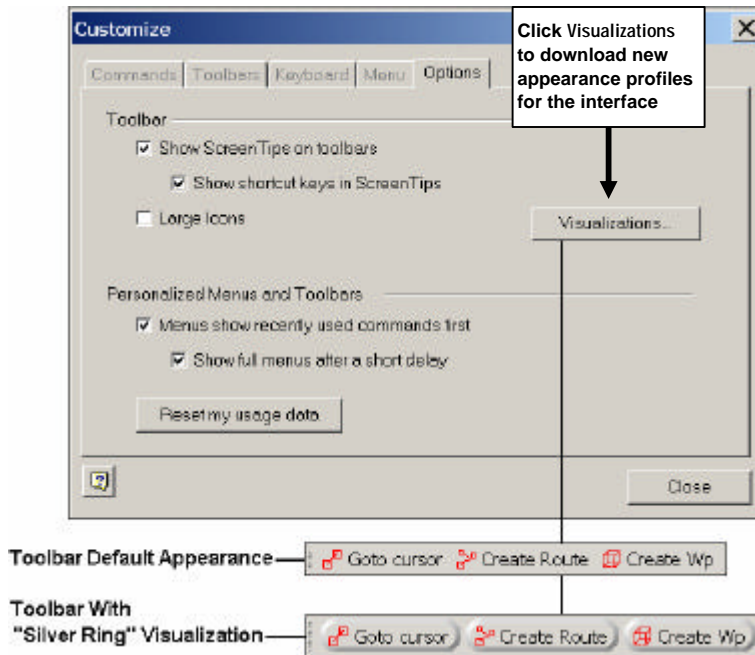 Customize
Click Visualizations
to download new
appearance profiles
for the interface
Commands Toolbars Keyboard Menu Options
Toolbar
Show ScreenTips on toolbars
Show shortcut keys in ScreenTips
Large Icons
Visualizations...
Personalized Menus and Toolbars
Menus show recently used commands first
Show full menus after a short delay
Reset my usage data
?
Close
Toolbar Default Appearance
Goto cursor Create Route Create Wp
Toolbar With
"Silver Ring" Visualization
Goto cursor Create Route Create Wp